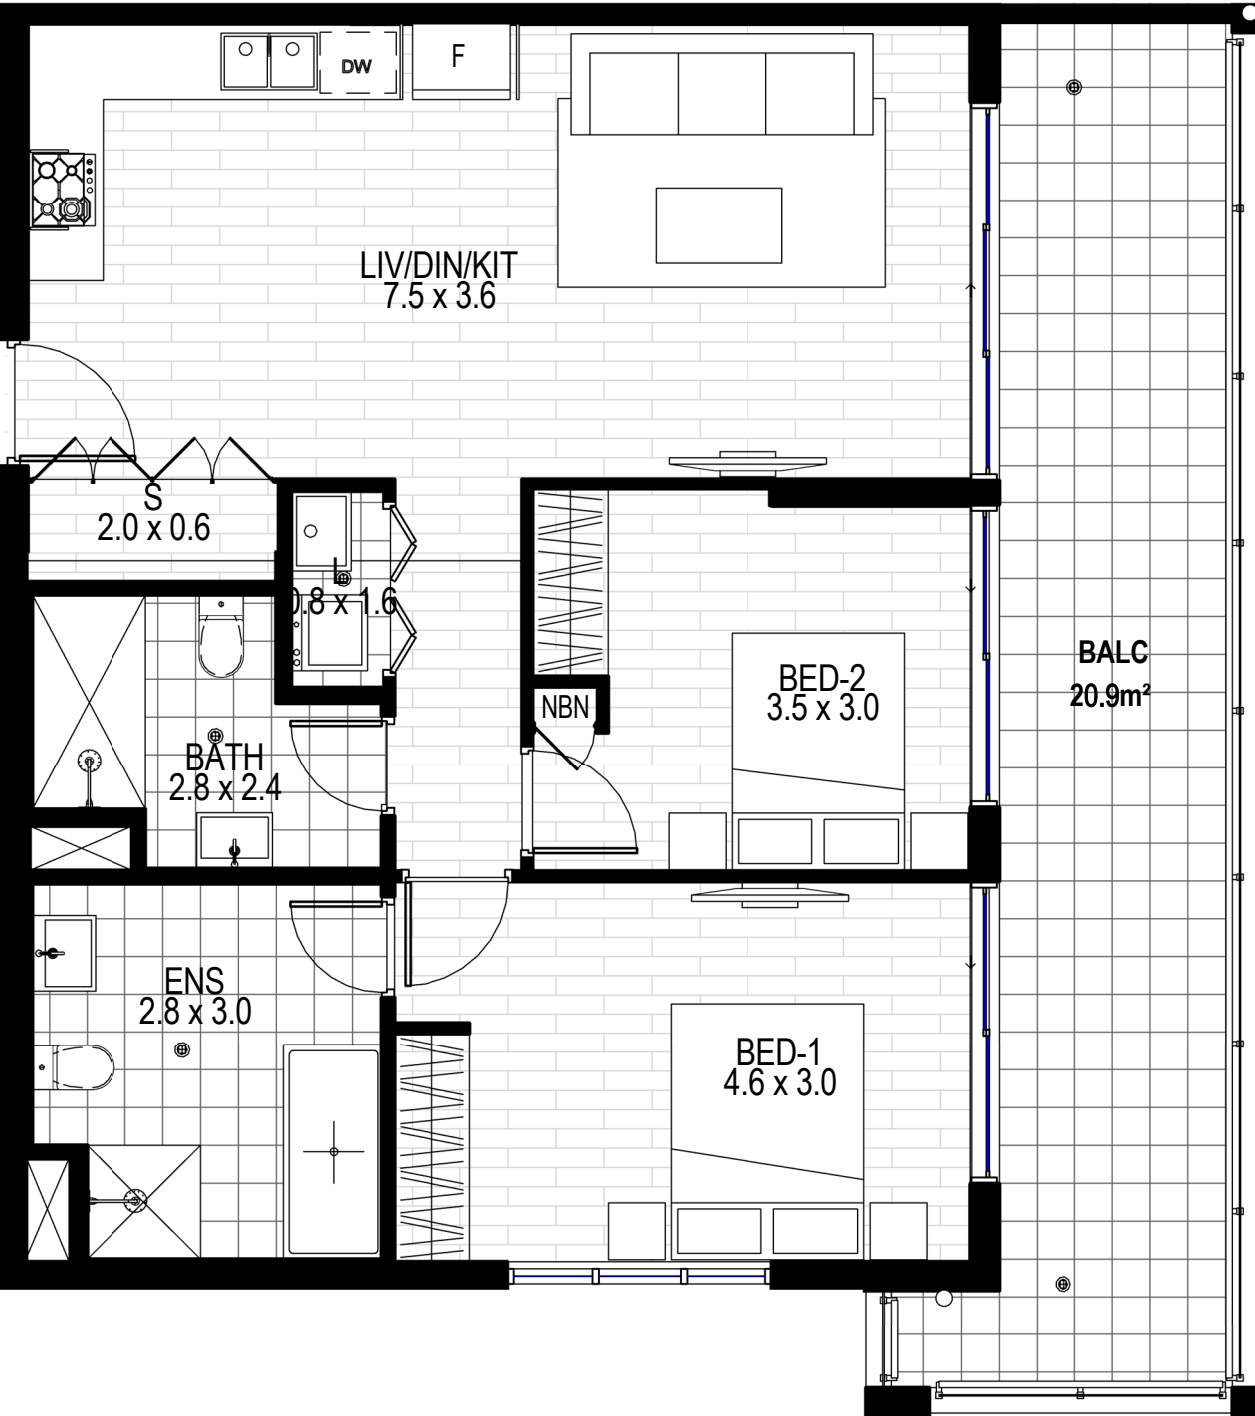 DW
F
LIV/DIN/KIT
7.5 x 3.6
S
2.0 x 0.6
L
0.8 x 1.6
BED-2
3.5 x 3.0
BALC
20.9m²
NBN
BATH
2.8 x 2.4
ENS
2.8 x 3.0
BED-1
4.6 x 3.0